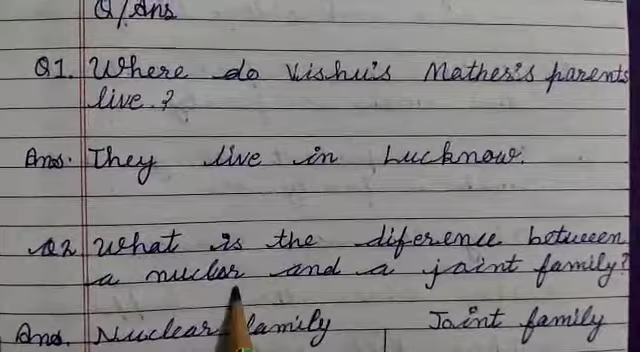 Q/Ans
Q1. Where do Vishu's Mother's parents
live.?
Ans. They live in Lucknow.
Q2 What is the diference between
a nuclar and a joint family?
Ans. Nuclear family Joint family